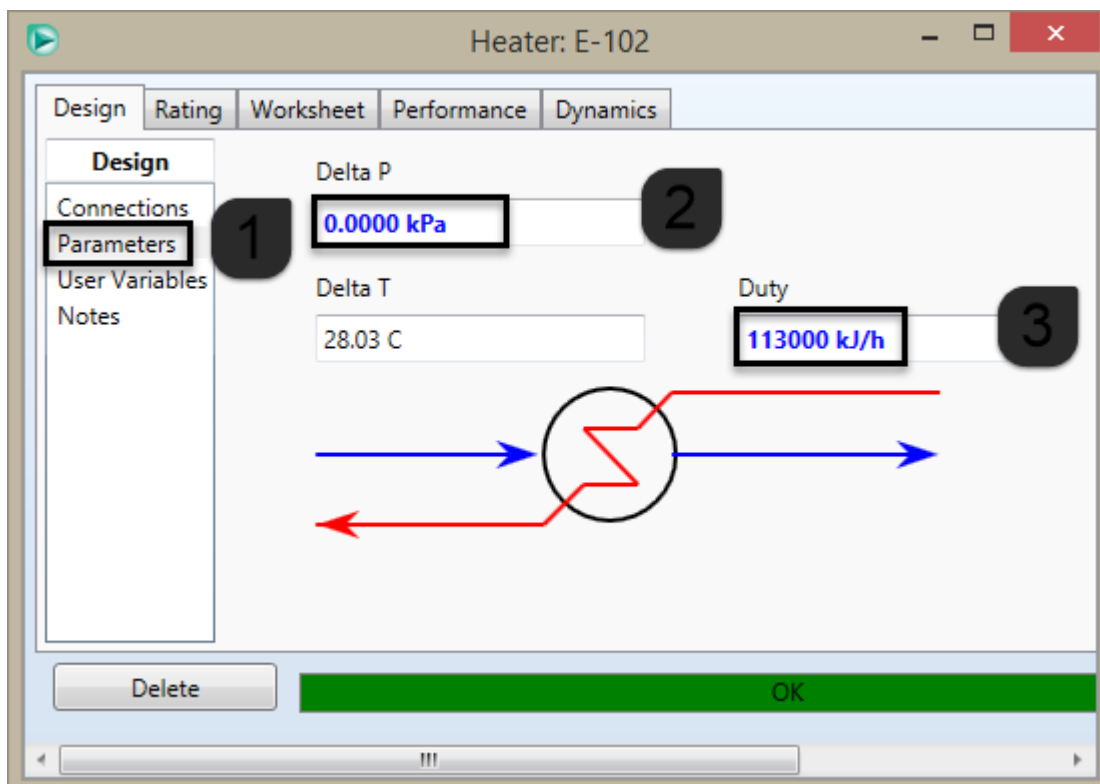 Heater: E-102
Design Rating Worksheet Performance Dynamics
Design
Connections
Parameters
User Variables
Notes
1
Delta P
0.0000 kPa
2
Delta T
28.03 C
Duty
113000 kJ/h
3
Delete
OK